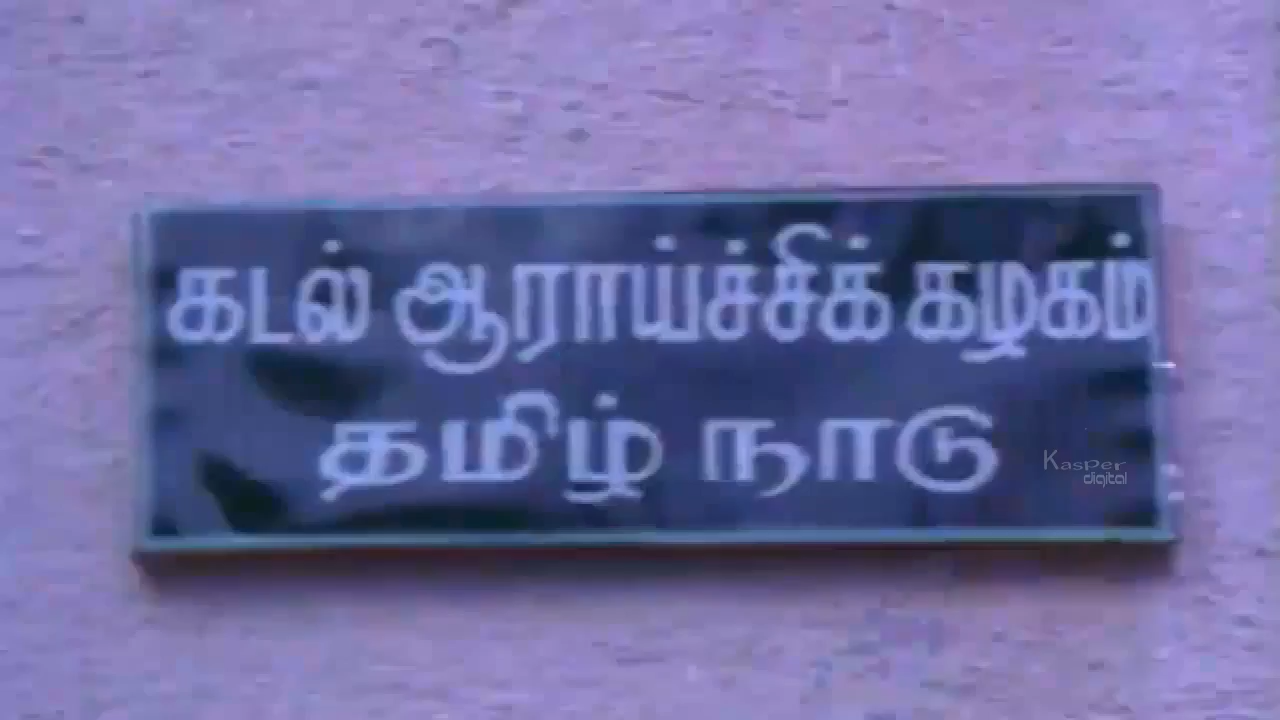 கடல் ஆராய்ச்சிக் கழகம்
தமிழ் நாடு
Kasper
digital